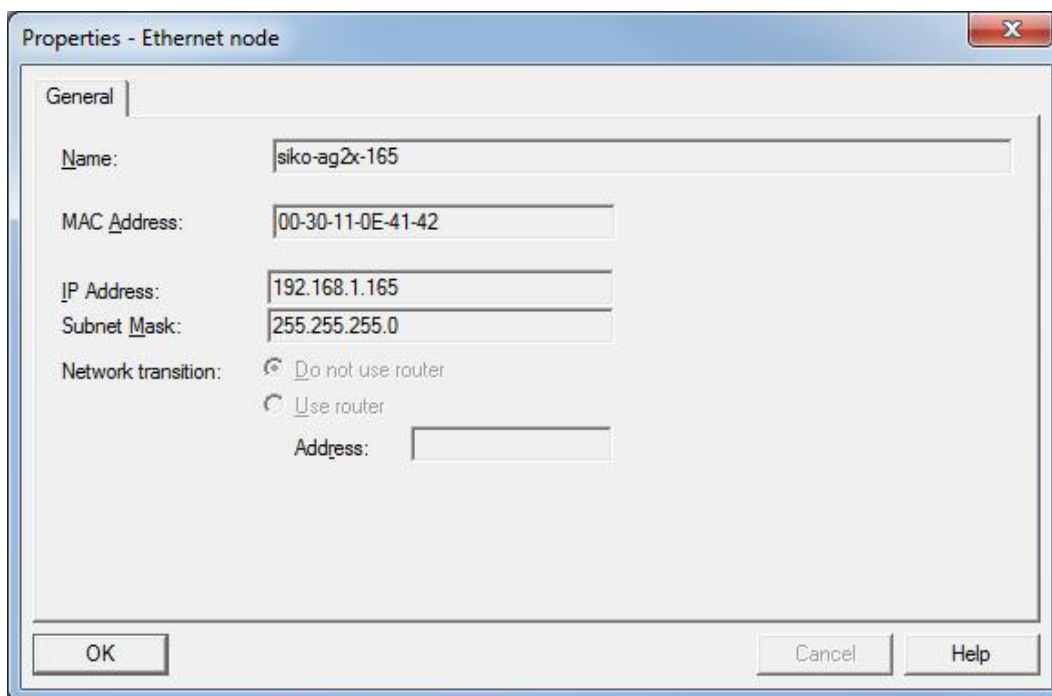 Properties - Ethernet node
General
Name: siko-ag2x-165
MAC Address: 00-30-11-0E-41-42
IP Address: 192.168.1.165
Subnet Mask: 255.255.255.0
Network transition: Do not use router
Use router
Address:
OK Cancel Help